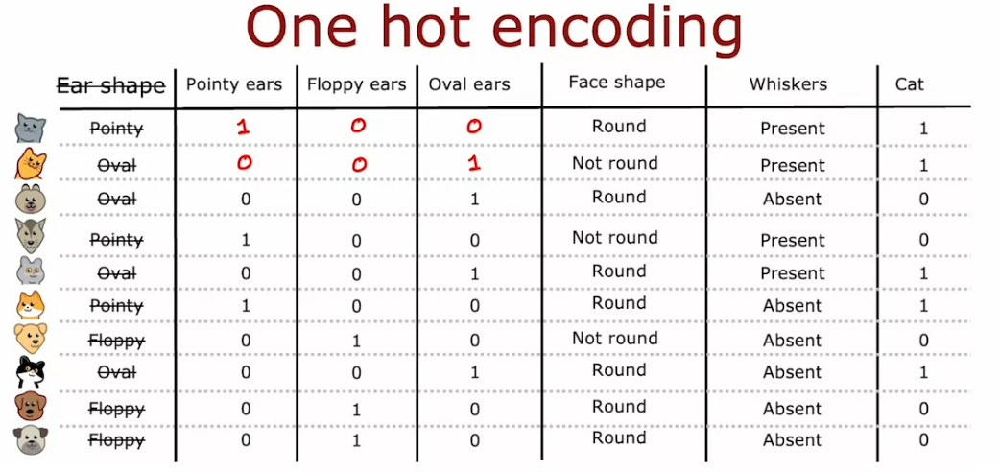 One hot encoding
Ear shape Pointy ears Floppy ears Oval ears Face shape Whiskers Cat
Pointy 1 0 0 Round Present 1
Oval 0 0 1 Not round Present 1
Oval 0 0 1 Round Absent 0
Pointy 1 0 0 Not round Present 0
Oval 0 0 1 Round Present 1
Pointy 1 0 0 Round Absent 1
Floppy 0 1 0 Not round Absent 0
Oval 0 0 1 Round Absent 1
Floppy 0 1 0 Round Absent 0
Floppy 0 1 0 Round Absent 0